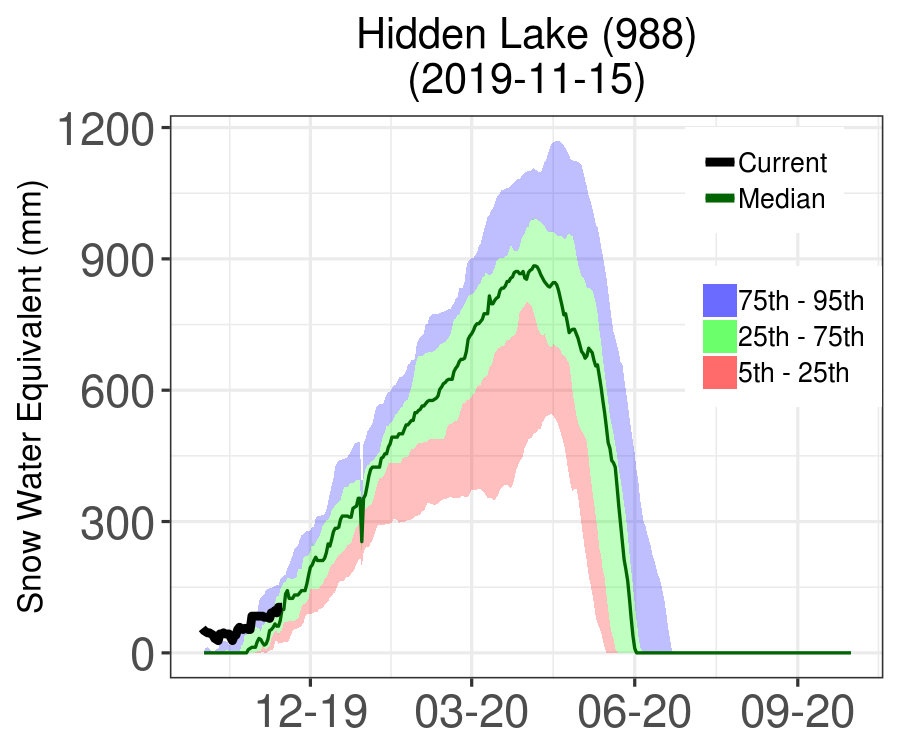 Hidden Lake (988)
(2019-11-15)
Snow Water Equivalent (mm)
1200
900
600
300
0
Current
Median
75th - 95th
25th - 75th
5th - 25th
12-19 03-20 06-20 09-20